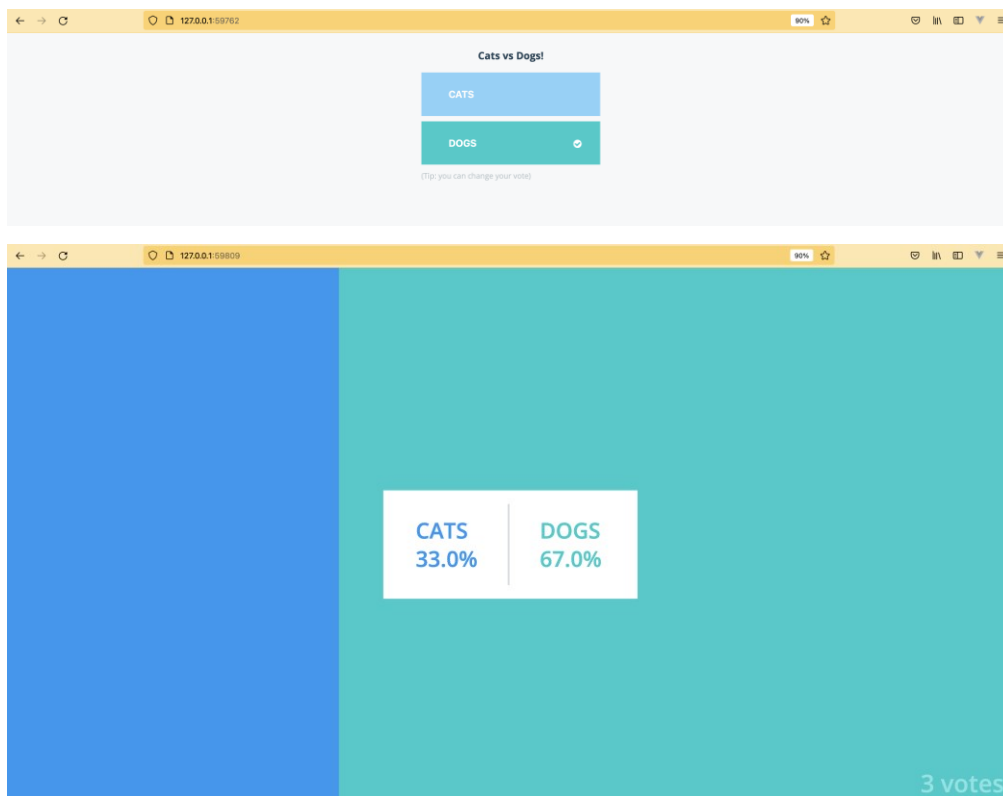 127.0.0.1:59762
90%
Cats vs Dogs!
CATS
DOGS
(Tip: you can change your vote)
127.0.0.1:59809
90%
CATS
33.0%
DOGS
67.0%
3 votes